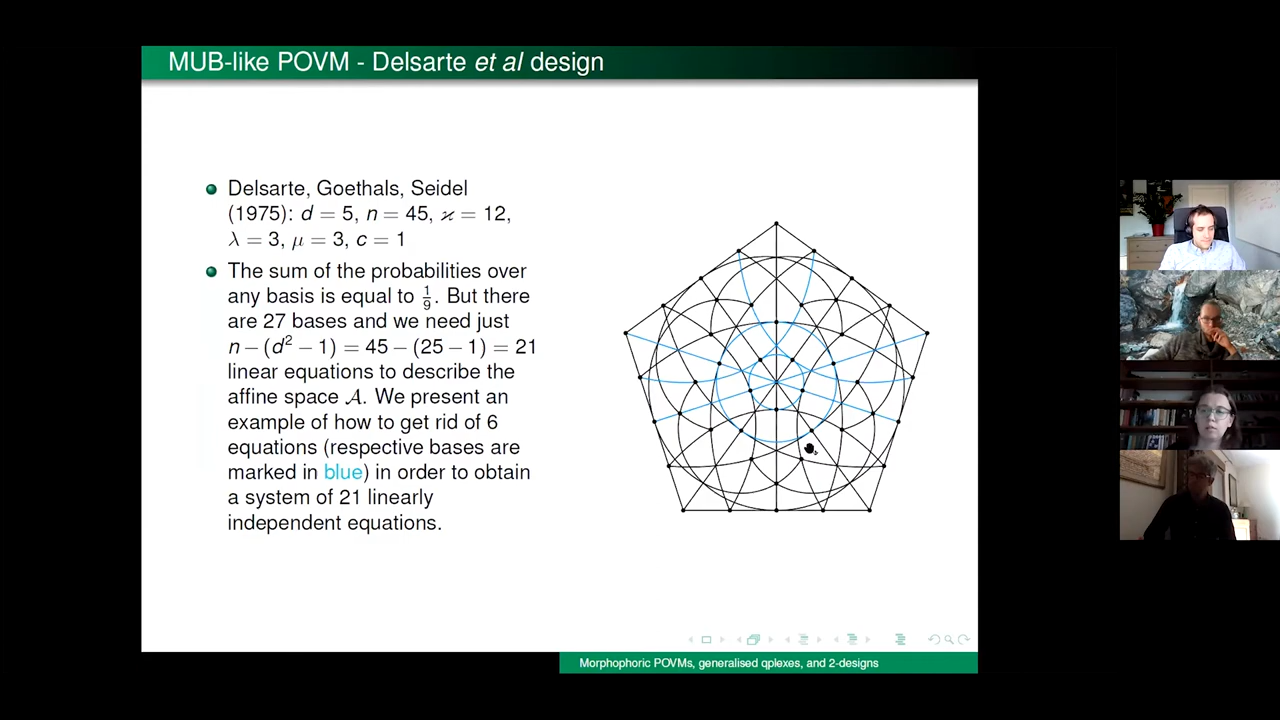 MUB-like POVM - Delsarte et al design
Delsarte, Goethals, Seidel
(1975): d = 5, n = 45, ϰ = 12,
λ = 3, μ = 3, c = 1
The sum of the probabilities over
any basis is equal to 1/9. But there
are 27 bases and we need just
n − (d² − 1) = 45 − (25 − 1) = 21
linear equations to describe the
affine space 𝒜. We present an
example of how to get rid of 6
equations (respective bases are
marked in blue) in order to obtain
a system of 21 linearly
independent equations.
Morphophoric POVMs, generalised qplexes, and 2-designs